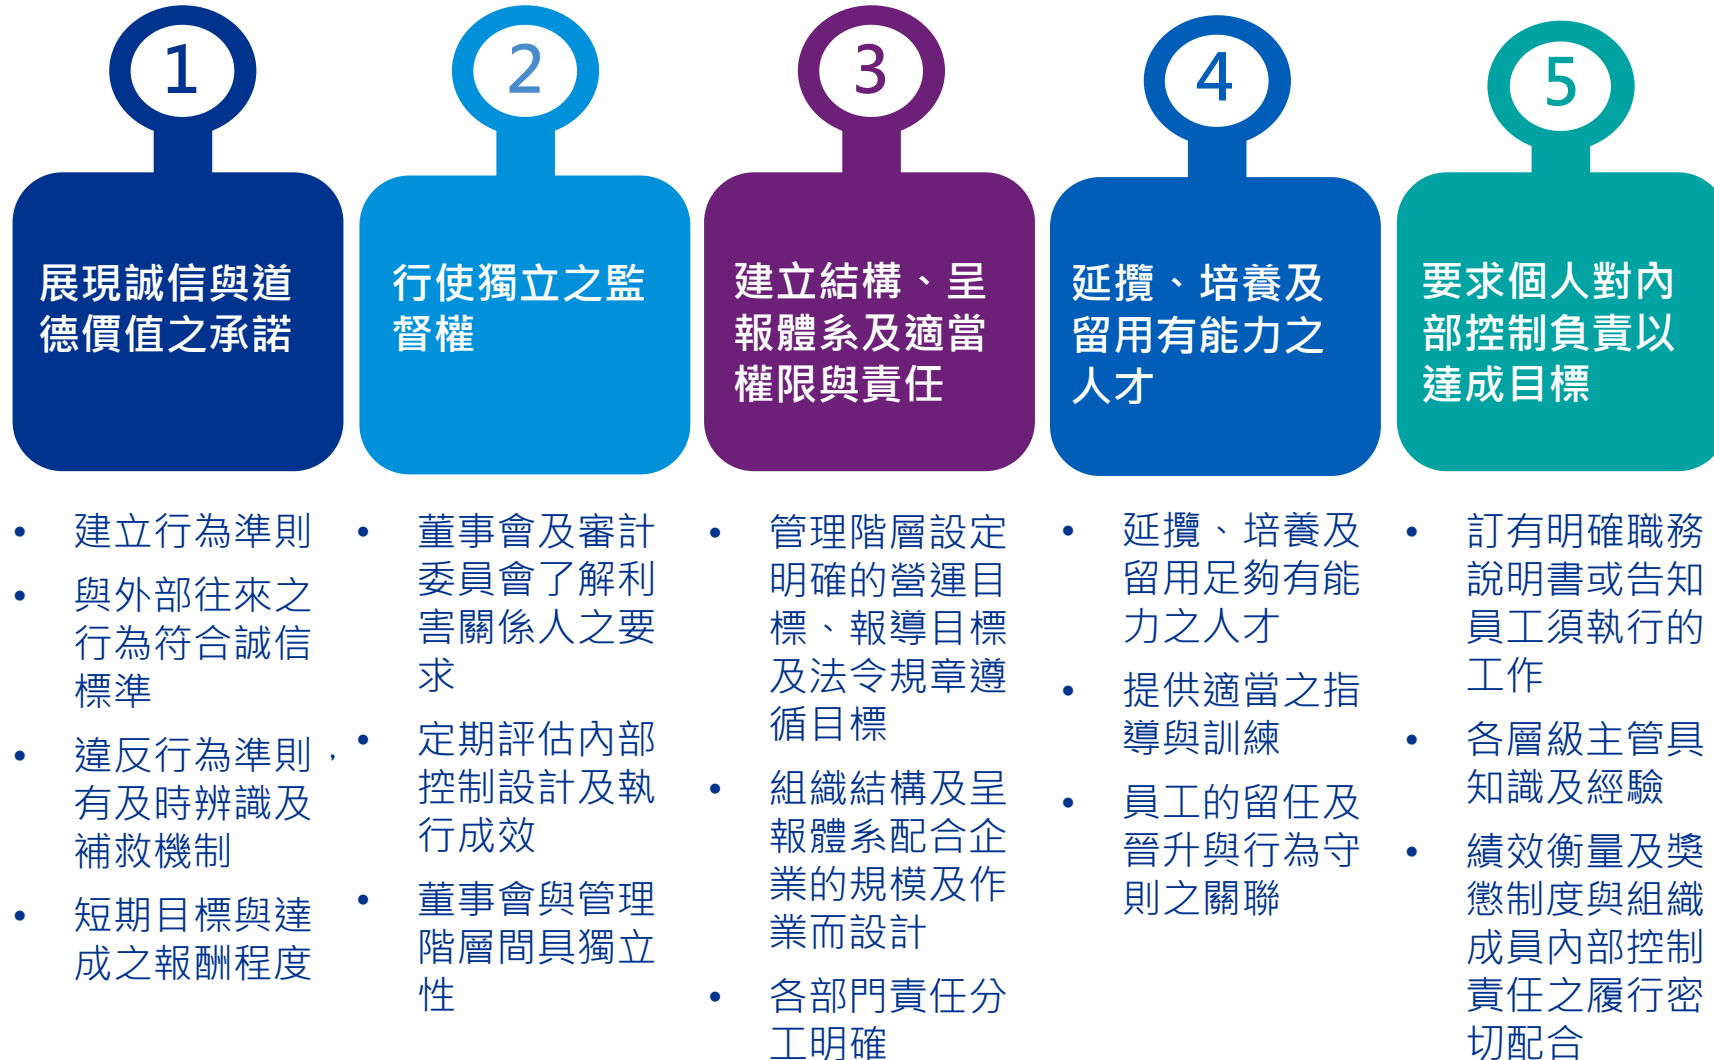 1
展現誠信與道
德價值之承諾
• 建立行為準則
• 與外部往來之
行為符合誠信
標準
• 違反行為準則，
有及時辨識及
補救機制
• 短期目標與達
成之報酬程度
2
行使獨立之監
督權
• 董事會及審計
委員會了解利
害關係人之要
求
• 定期評估內部
控制設計及執
行成效
• 董事會與管理
階層間具獨立
性
3
建立結構、呈
報體系及適當
權限與責任
• 管理階層設定
明確的營運目
標、報導目標
及法令規章遵
循目標
• 組織結構及呈
報體系配合企
業的規模及作
業而設計
• 各部門責任分
工明確
4
延攬、培養及
留用有能力之
人才
• 延攬、培養及
留用足夠有能
力之人才
• 提供適當之指
導與訓練
• 員工的留任及
晉升與行為守
則之關聯
5
要求個人對內
部控制負責以
達成目標
• 訂有明確職務
說明書或告知
員工須執行的
工作
• 各層級主管具
知識及經驗
• 績效衡量及獎
懲制度與組織
成員內部控制
責任之履行密
切配合